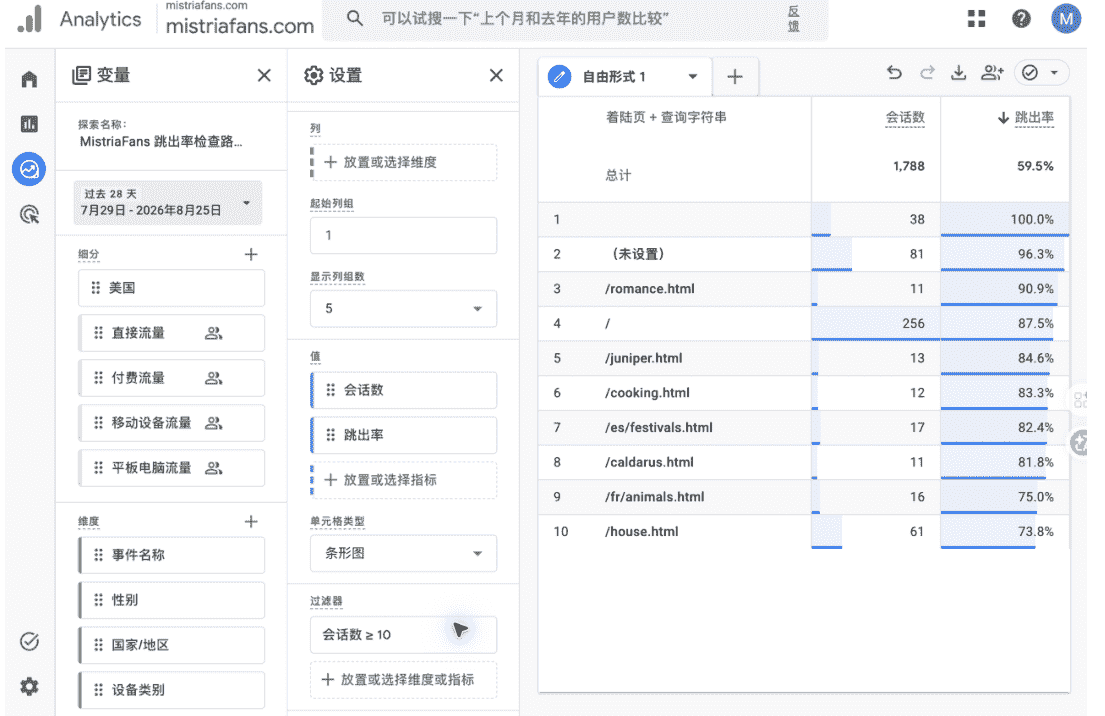 Analytics
mistriafans.com
mistriafans.com
可以试搜一下“上个月和去年的用户数比较”
反馈
M
变量
探索名称：
MistriaFans 跳出率检查路...
过去 28 天
7月29日 - 2026年8月25日
细分
美国
直接流量
付费流量
移动设备流量
平板电脑流量
维度
事件名称
性别
国家/地区
设备类别
设置
列
放置或选择维度
起始列组
1
显示列组数
5
值
会话数
跳出率
放置或选择指标
单元格类型
条形图
过滤器
会话数 ≥ 10
放置或选择维度或指标
自由形式 1
着陆页 + 查询字符串 会话数 跳出率
总计 1,788 59.5%
1 38 100.0%
2 （未设置） 81 96.3%
3 /romance.html 11 90.9%
4 / 256 87.5%
5 /juniper.html 13 84.6%
6 /cooking.html 12 83.3%
7 /es/festivals.html 17 82.4%
8 /caldarus.html 11 81.8%
9 /fr/animals.html 16 75.0%
10 /house.html 61 73.8%